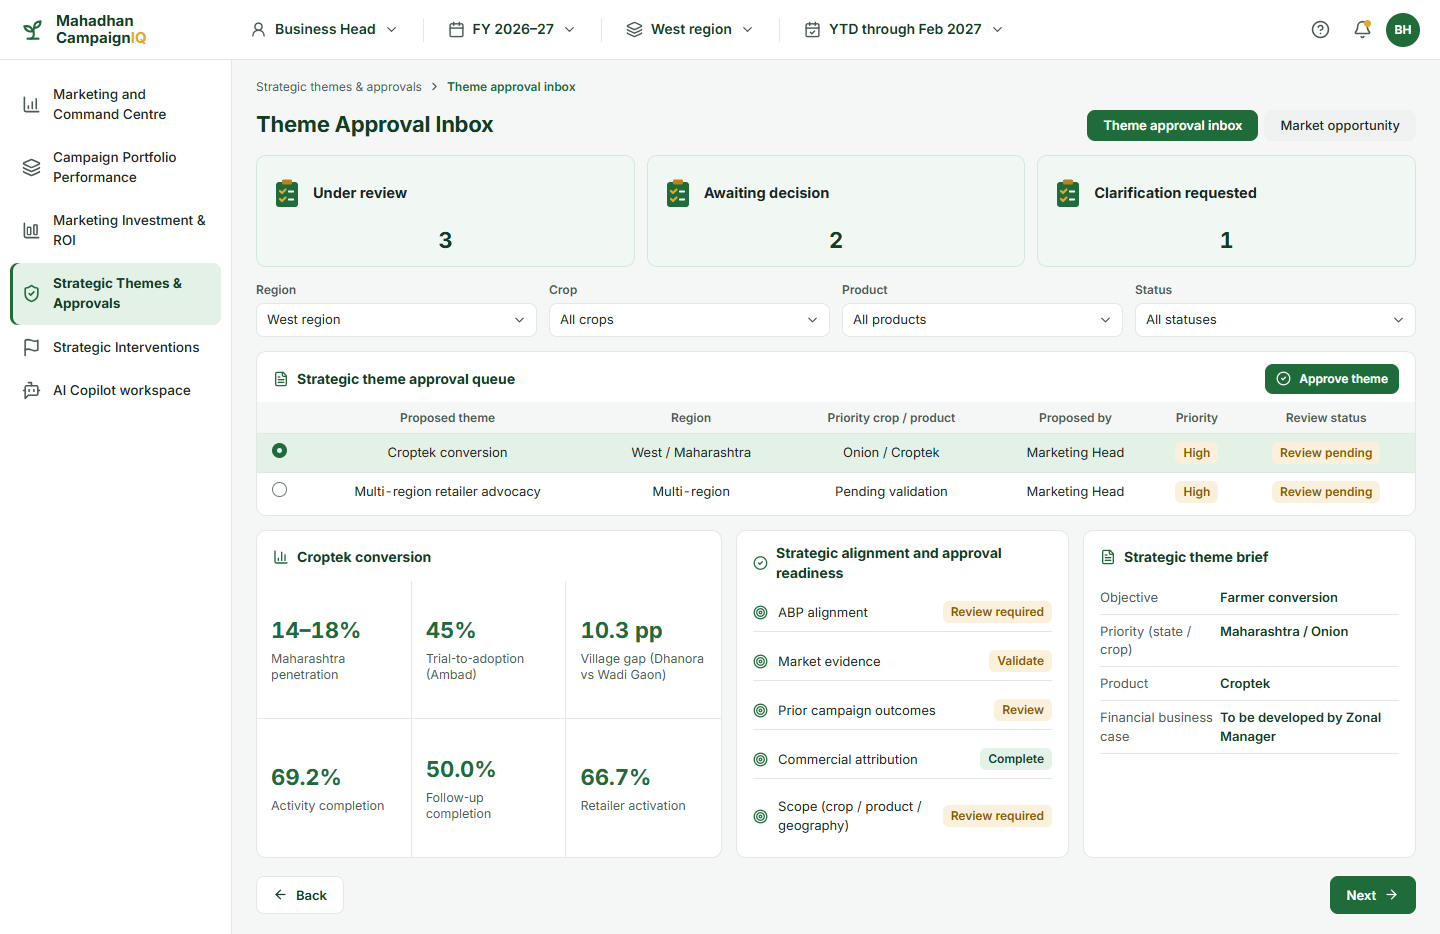 Mahadhan
CampaignIQ
Business Head
FY 2026–27
West region
YTD through Feb 2027
BH
Marketing and
Command Centre
Campaign Portfolio
Performance
Marketing Investment &
ROI
Strategic Themes &
Approvals
Strategic Interventions
AI Copilot workspace
Strategic themes & approvals > Theme approval inbox
Theme Approval Inbox
Theme approval inbox
Market opportunity
Under review
3
Awaiting decision
2
Clarification requested
1
Region
West region
Crop
All crops
Product
All products
Status
All statuses
Strategic theme approval queue
Approve theme
Proposed theme Region Priority crop / product Proposed by Priority Review status
Croptek conversion West / Maharashtra Onion / Croptek Marketing Head High Review pending
Multi-region retailer advocacy Multi-region Pending validation Marketing Head High Review pending
Croptek conversion
14–18%
Maharashtra
penetration
45%
Trial-to-adoption
(Ambad)
10.3 pp
Village gap (Dhanora
vs Wadi Gaon)
69.2%
Activity completion
50.0%
Follow-up
completion
66.7%
Retailer activation
Strategic alignment and approval
readiness
ABP alignment Review required
Market evidence Validate
Prior campaign outcomes Review
Commercial attribution Complete
Scope (crop / product /
geography)
Review required
Strategic theme brief
Objective Farmer conversion
Priority (state /
crop)
Maharashtra / Onion
Product Croptek
Financial business
case
To be developed by Zonal
Manager
Back
Next